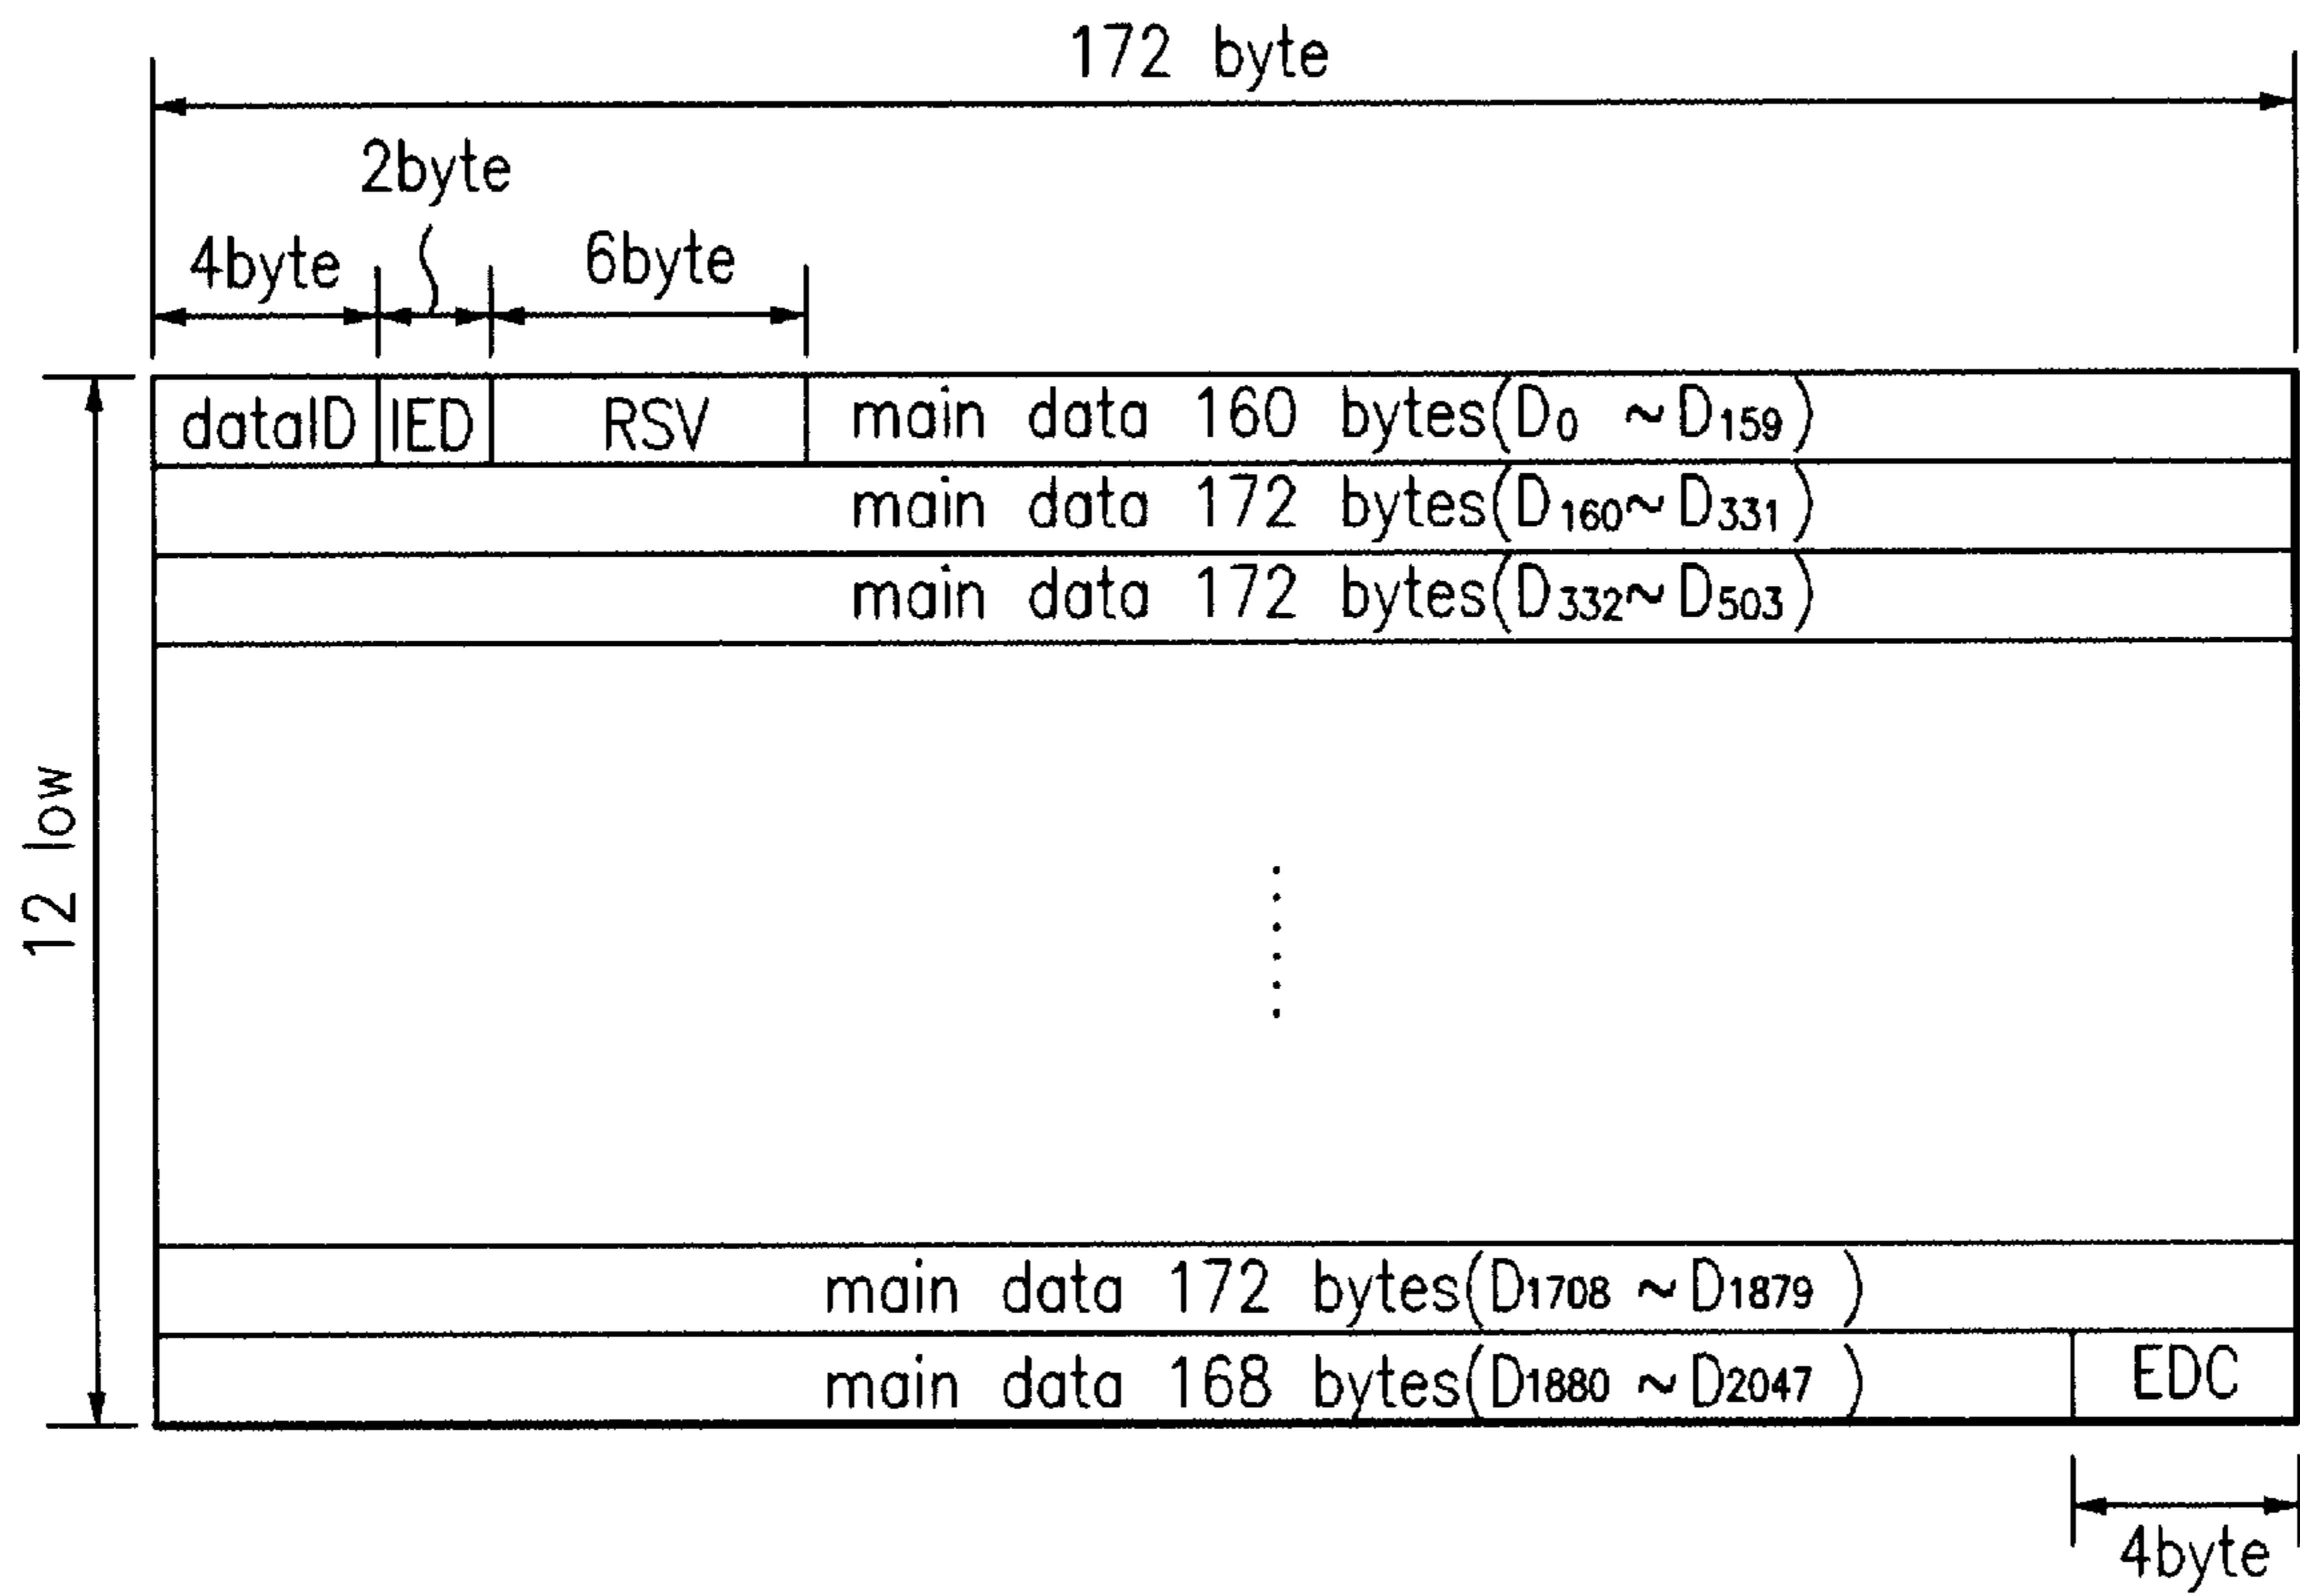 172 byte
2byte
4byte 6byte
dataID IED RSV main data 160 bytes(D0 ~D159)
main data 172 bytes(D160~D331)
main data 172 bytes(D332~D503)
12 low
main data 172 bytes(D1708 ~D1879 )
main data 168 bytes(D1880 ~D2047 ) EDC
4byte